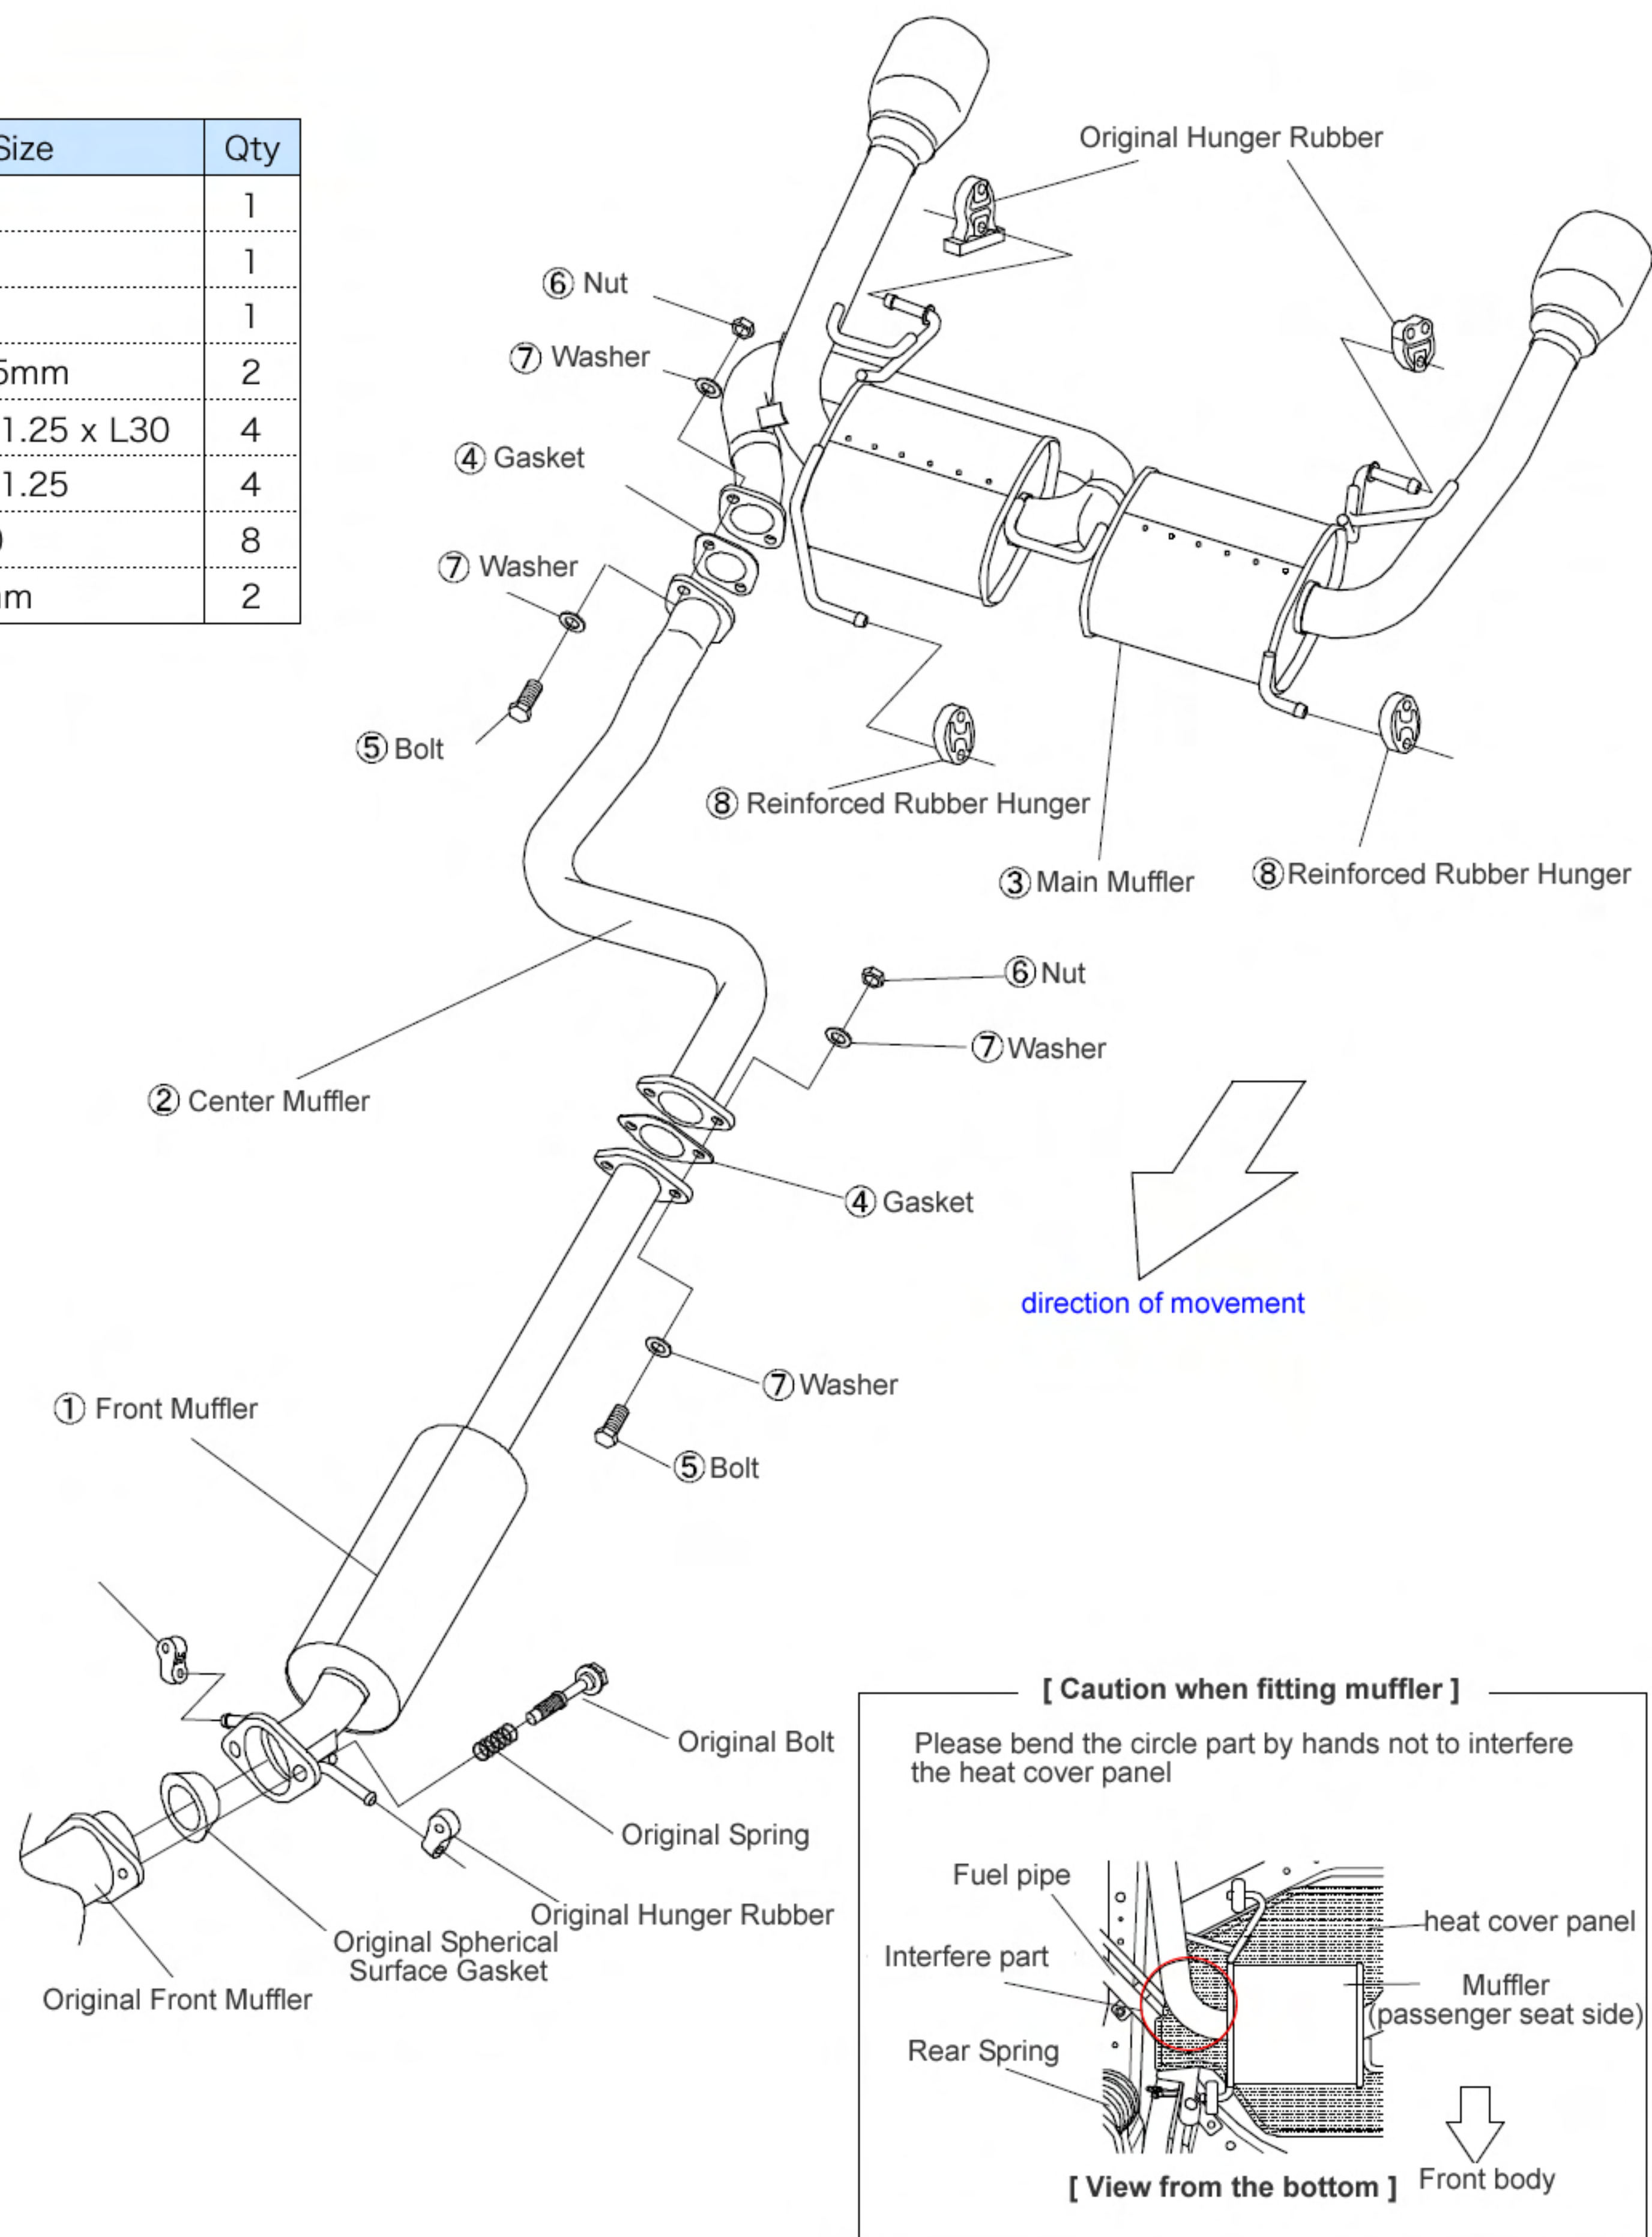 Size Qty
1
1
1
5mm 2
1.25 x L30 4
1.25 4
8
mm 2
Original Hunger Rubber
⑥ Nut
⑦ Washer
④ Gasket
⑦ Washer
⑤ Bolt
⑧ Reinforced Rubber Hunger
③ Main Muffler
⑧ Reinforced Rubber Hunger
⑥ Nut
⑦ Washer
② Center Muffler
④ Gasket
direction of movement
⑦ Washer
① Front Muffler
⑤ Bolt
Original Bolt
Original Spring
Original Hunger Rubber
Original Spherical
Surface Gasket
Original Front Muffler
[ Caution when fitting muffler ]
Please bend the circle part by hands not to interfere
the heat cover panel
Fuel pipe
heat cover panel
Interfere part
Muffler
(passenger seat side)
Rear Spring
[ View from the bottom ]
Front body